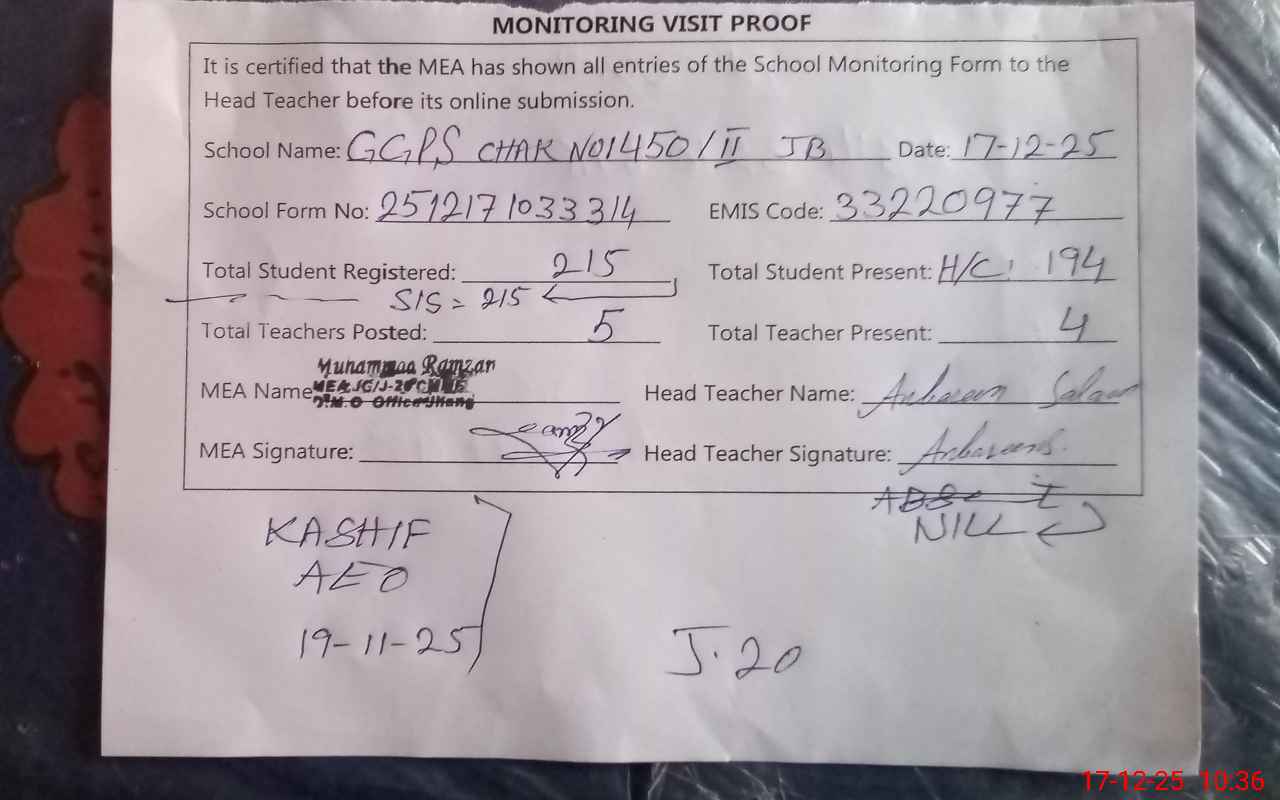 MONITORING VISIT PROOF
It is certified that the MEA has shown all entries of the School Monitoring Form to the
Head Teacher before its online submission.
School Name: GGPS CHAK NO 1450/II JB Date: 17-12-25
School Form No: 2512171033314 EMIS Code: 33220977
Total Student Registered: 215 Total Student Present: H/C: 194
SIS = 215
Total Teachers Posted: 5 Total Teacher Present: 4
Muhammad Ramzan
MEA Name Head Teacher Name: Anbareen
D.M.O Office Jhang
MEA Signature: Head Teacher Signature:
NILL
KASHIF
AEO
19-11-25
J.20
17-12-25 10:36